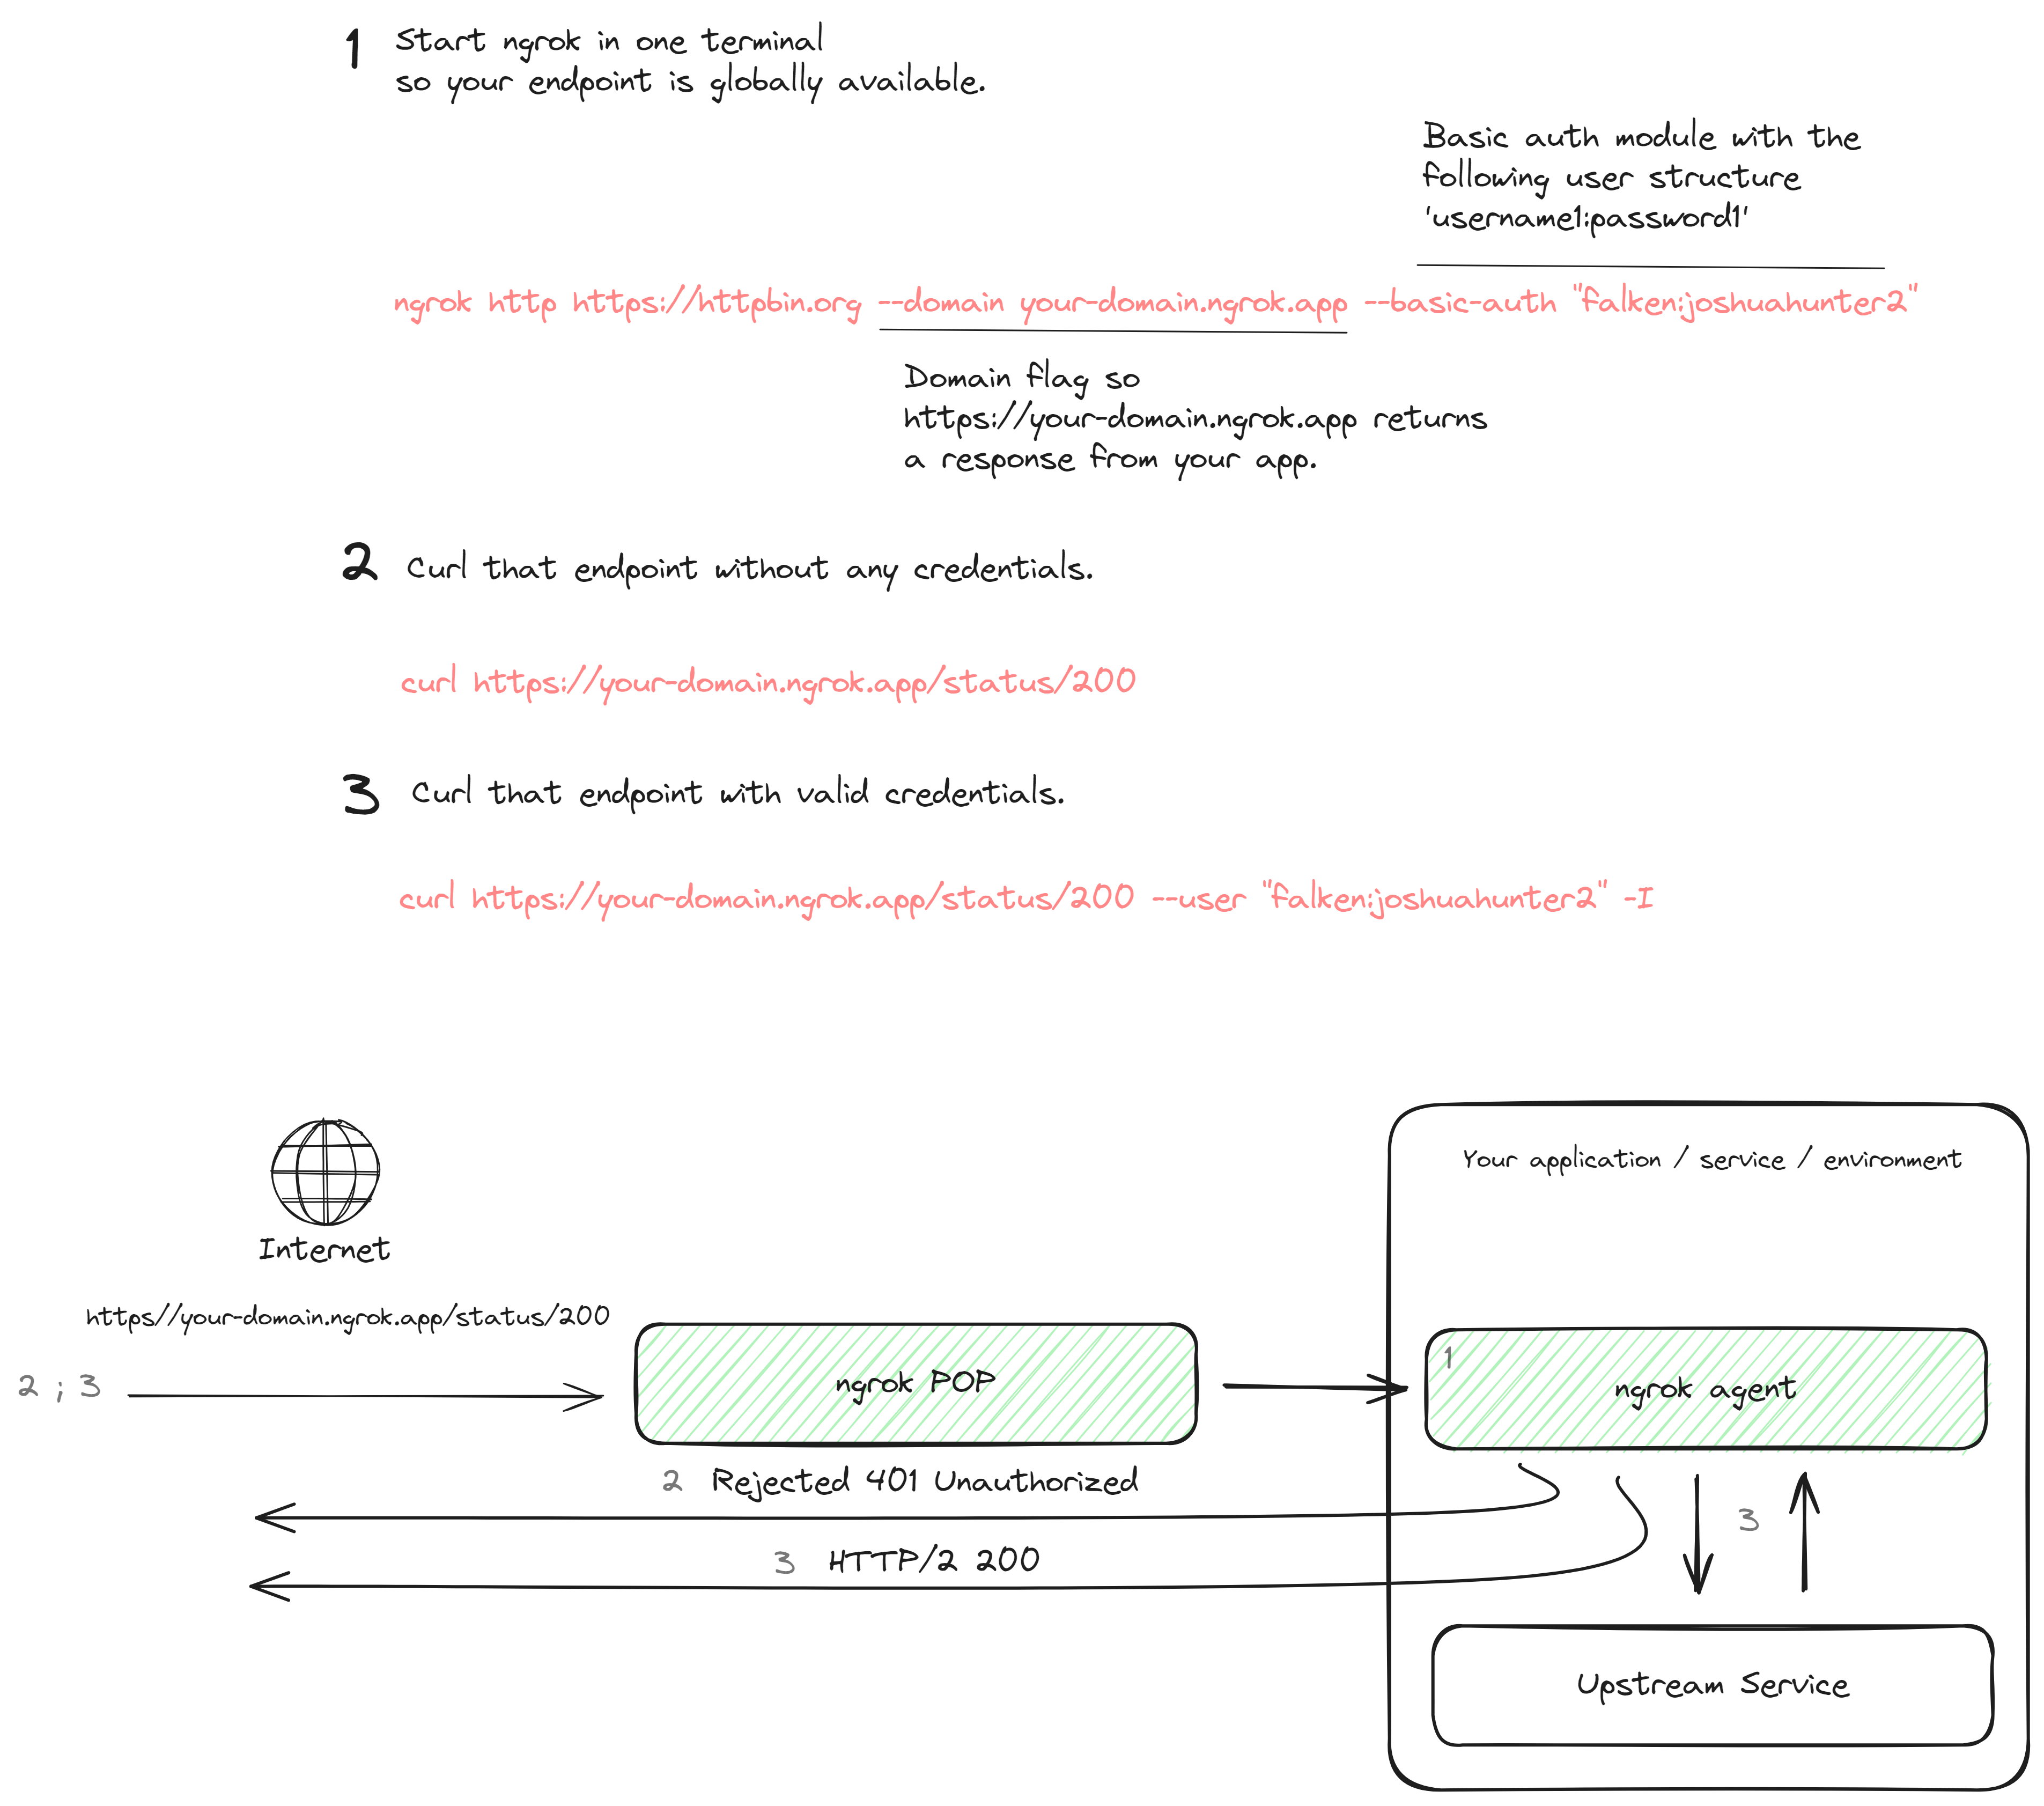 1
Start ngrok in one terminal
so your endpoint is globally available.
Basic auth module with the
following user structure
'username1:password1'
ngrok http https://httpbin.org --domain your-domain.ngrok.app --basic-auth "falken:joshuahunter2"
Domain flag so
https://your-domain.ngrok.app returns
a response from your app.
2 Curl that endpoint without any credentials.
curl https://your-domain.ngrok.app/status/200
3 Curl that endpoint with valid credentials.
curl https://your-domain.ngrok.app/status/200 --user "falken:joshuahunter2" -I
Your application / service / environment
Internet
https//your-domain.ngrok.app/status/200
2 ; 3
ngrok POP
1
ngrok agent
2 Rejected 401 Unauthorized
3
3 HTTP/2 200
Upstream Service